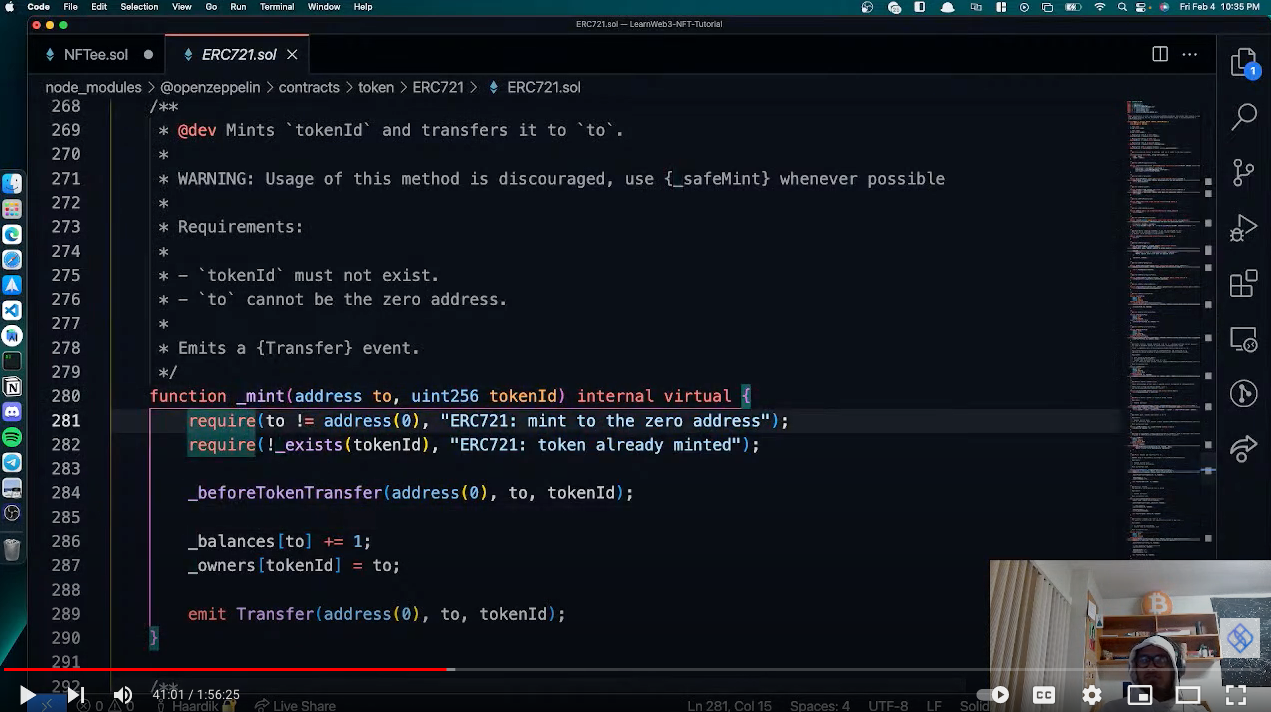 Code File Edit Selection View Go Run Terminal Window Help Fri Feb 4 10:35 PM
ERC721.sol — LearnWeb3-NFT-Tutorial
NFTee.sol ERC721.sol
node_modules > @openzeppelin > contracts > token > ERC721 > ERC721.sol
1
268 /**
269 * @dev Mints `tokenId` and transfers it to `to`.
270 *
271 * WARNING: Usage of this method is discouraged, use {_safeMint} whenever possible
272 *
273 * Requirements:
274 *
275 * - `tokenId` must not exist.
276 * - `to` cannot be the zero address.
277 *
278 * Emits a {Transfer} event.
279 */
280 function _mint(address to, uint256 tokenId) internal virtual {
281 require(to != address(0), "ERC721: mint to the zero address");
282 require(!_exists(tokenId), "ERC721: token already minted");
283
284 _beforeTokenTransfer(address(0), to, tokenId);
285
286 _balances[to] += 1;
287 _owners[tokenId] = to;
288
289 emit Transfer(address(0), to, tokenId);
290 }
291
292 /**
41:01 / 1:56:25
CC
0 0 Haardik Live Share Ln 281, Col 15 Spaces: 4 UTF-8 LF Solid